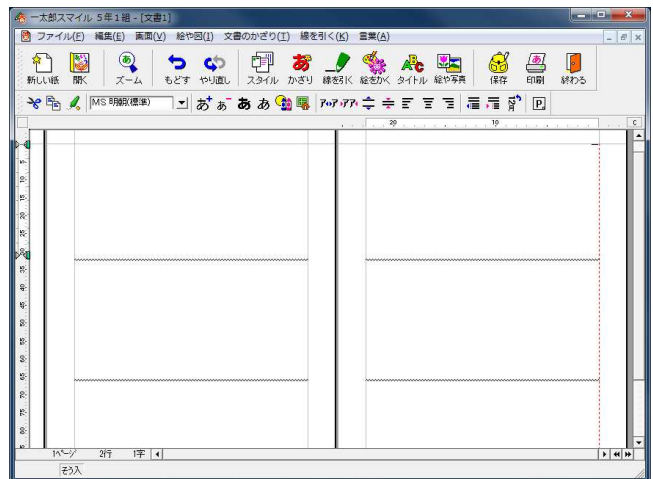 一太郎スマイル 5年1組 - [文書1]
ファイル(F) 編集(E) 画面(V) 絵や図(I) 文書のかざり(T) 線を引く(K) 言葉(A)
新しい紙 開く ズーム もどす やり直し スタイル かざり 線を引く 絵をかく タイトル 絵や写真 保存 印刷 終わる
MS 明朝(標準)
20 10
1ページ 2行 1字
そう入